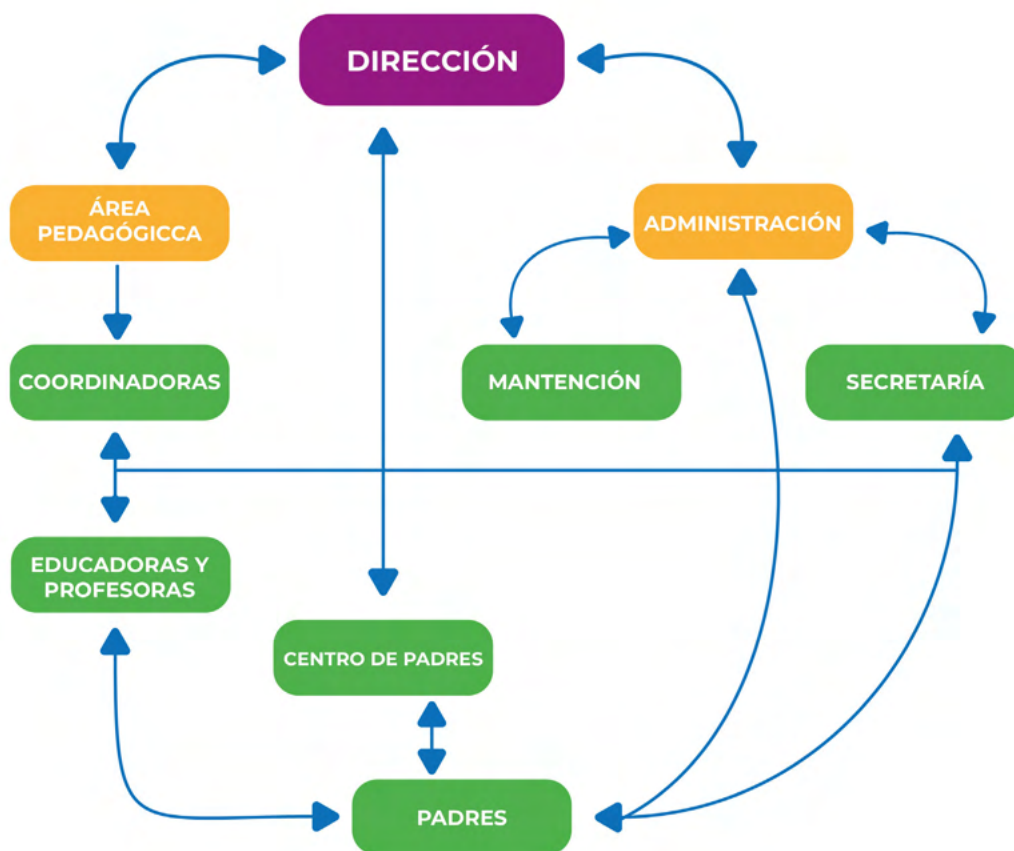 DIRECCIÓN
ÁREA
PEDAGÓGICCA
ADMINISTRACIÓN
COORDINADORAS
MANTENCIÓN
SECRETARÍA
EDUCADORAS Y
PROFESORAS
CENTRO DE PADRES
PADRES